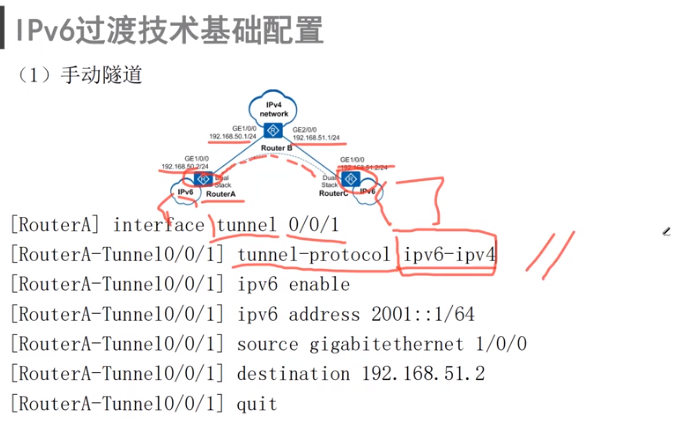 IPv6过渡技术基础配置
（1）手动隧道
IPv4
network
GE1/0/0
192.168.50.1/24
GE2/0/0
192.168.51.1/24
Router B
GE1/0/0
192.168.50.2/24
GE1/0/0
192.168.51.2/24
Dual
Stack
Dual
Stack
IPv6
RouterA
RouterC
IPv6
[RouterA] interface tunnel 0/0/1
[RouterA-Tunnel0/0/1] tunnel-protocol ipv6-ipv4
[RouterA-Tunnel0/0/1] ipv6 enable
[RouterA-Tunnel0/0/1] ipv6 address 2001::1/64
[RouterA-Tunnel0/0/1] source gigabitethernet 1/0/0
[RouterA-Tunnel0/0/1] destination 192.168.51.2
[RouterA-Tunnel0/0/1] quit